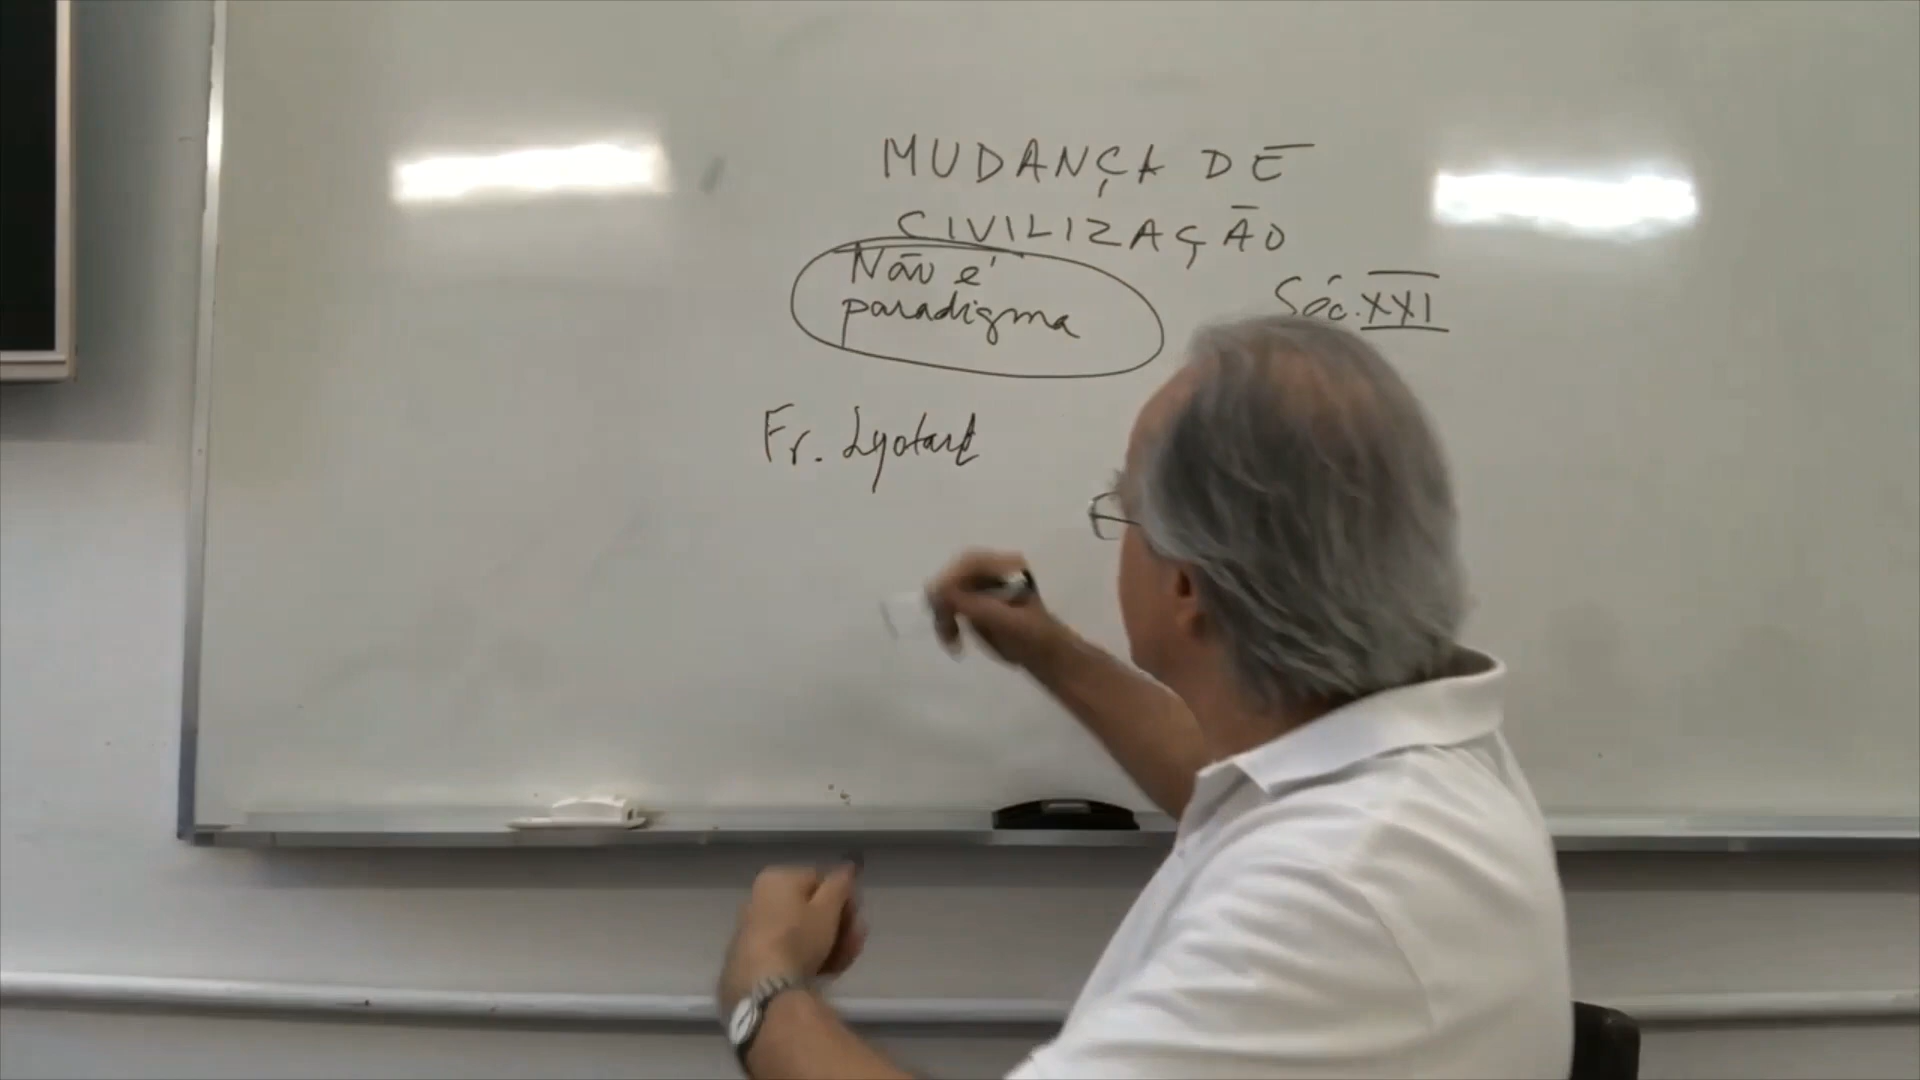 MUDANÇA DE
CIVILIZAÇÃO
Não é
paradigma
Séc. XXI
Fr. Lyotard